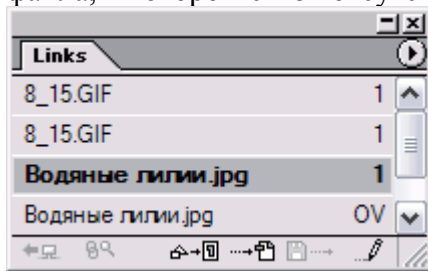 Links
8_15.GIF 1
8_15.GIF 1
Водяные лилии.jpg 1
Водяные лилии.jpg OV